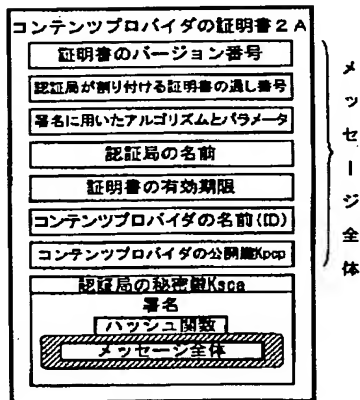 コンテンツプロバイダの証明書2A
証明書のバージョン番号
認証局が割り付ける証明書の通し番号
署名に用いたアルゴリズムとパラメータ
認証局の名前
証明書の有効期限
コンテンツプロバイダの名前(ID)
コンテンツプロバイダの公開鍵Kpcp
認証局の秘密鍵Ksca
署名
ハッシュ関数
メッセージ全体
メッセージ全体